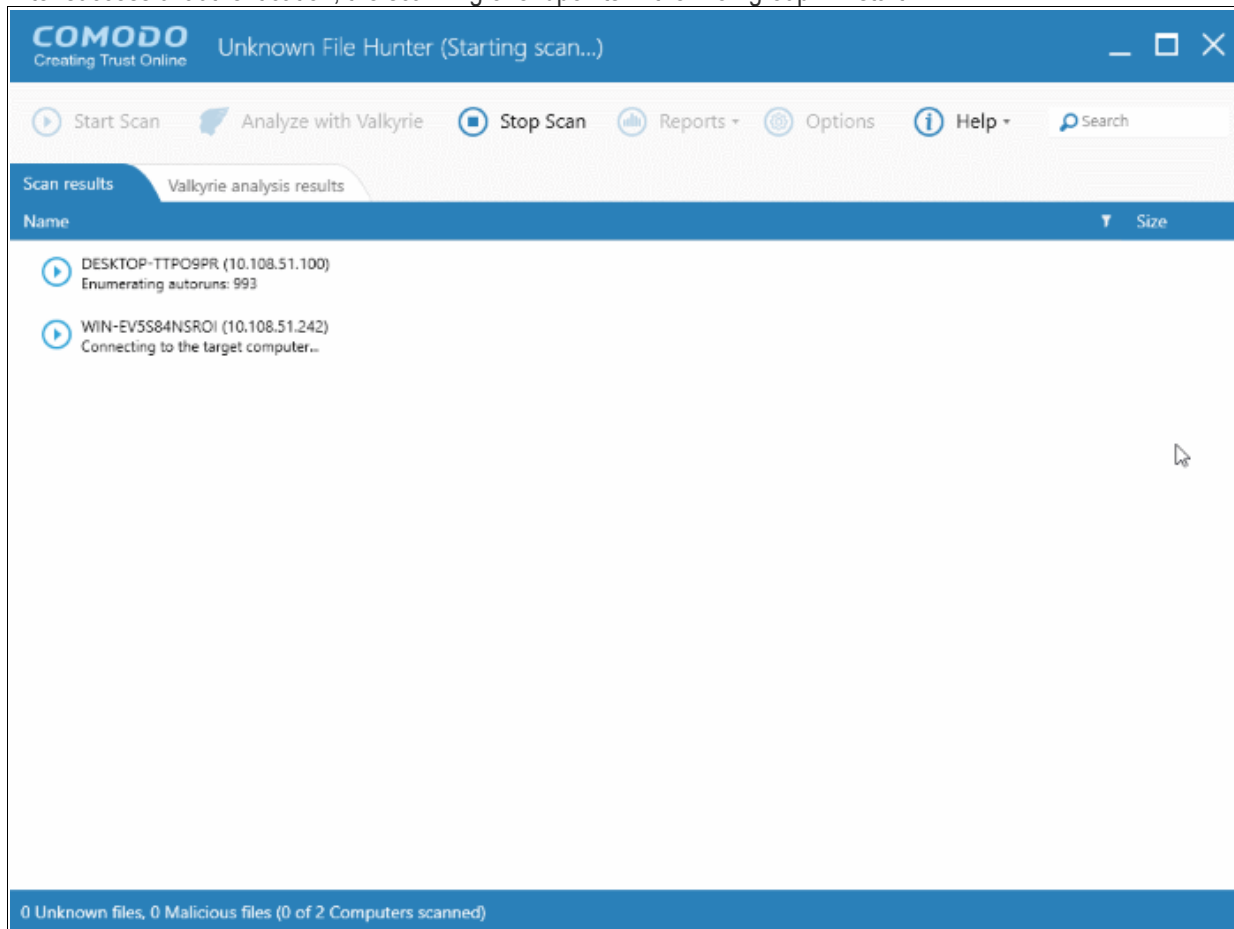 COMODO
Creating Trust Online
Unknown File Hunter (Starting scan...)
Start Scan
Analyze with Valkyrie
Stop Scan
Reports
Options
Help
Search
Scan results
Valkyrie analysis results
Name
Size
DESKTOP-TTPO9PR (10.108.51.100)
Enumerating autoruns: 993
WIN-EV5S84NSROI (10.108.51.242)
Connecting to the target computer...
0 Unknown files, 0 Malicious files (0 of 2 Computers scanned)